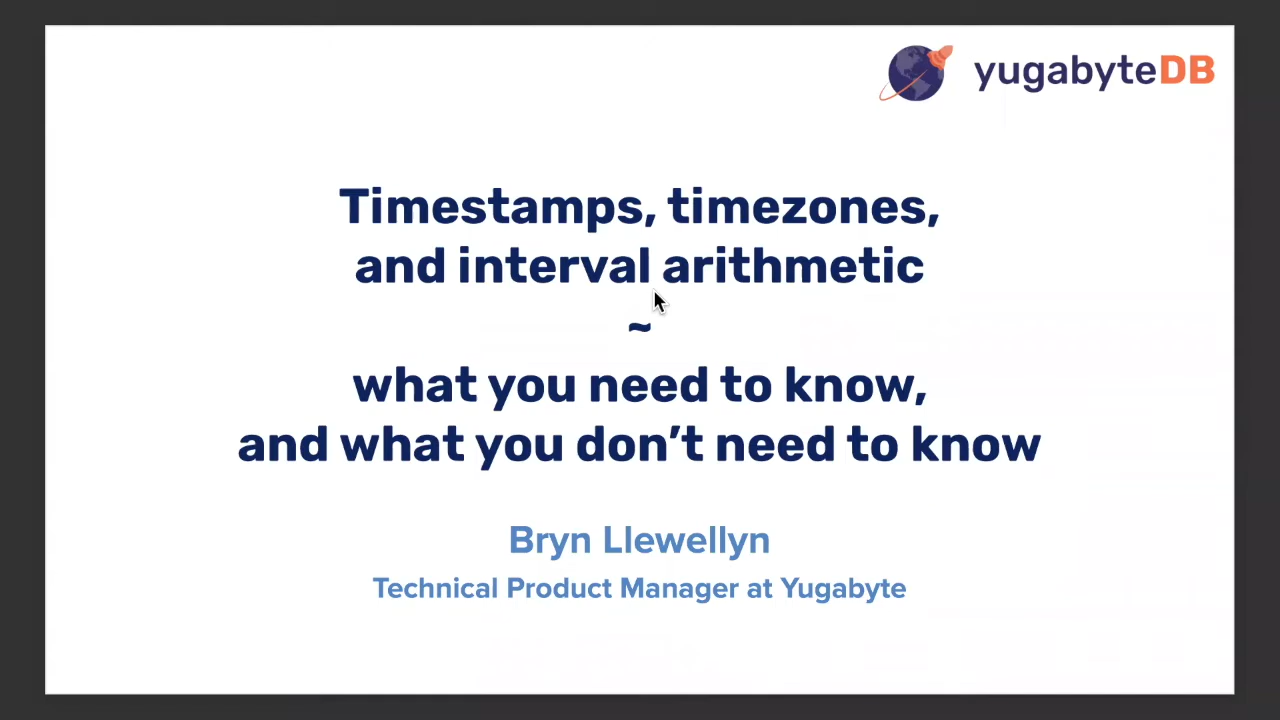 yugabyteDB
Timestamps, timezones,
and interval arithmetic
~
what you need to know,
and what you don’t need to know
Bryn Llewellyn
Technical Product Manager at Yugabyte